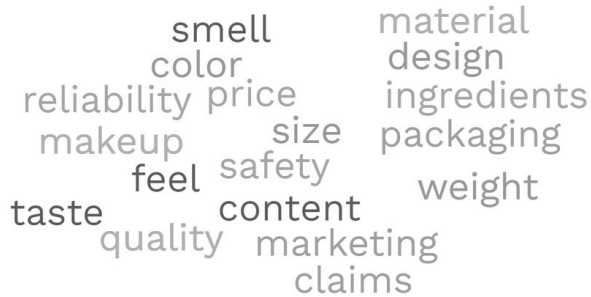 smell
material
color
design
reliability
price
ingredients
makeup
size
packaging
feel
safety
weight
taste
content
quality
marketing
claims